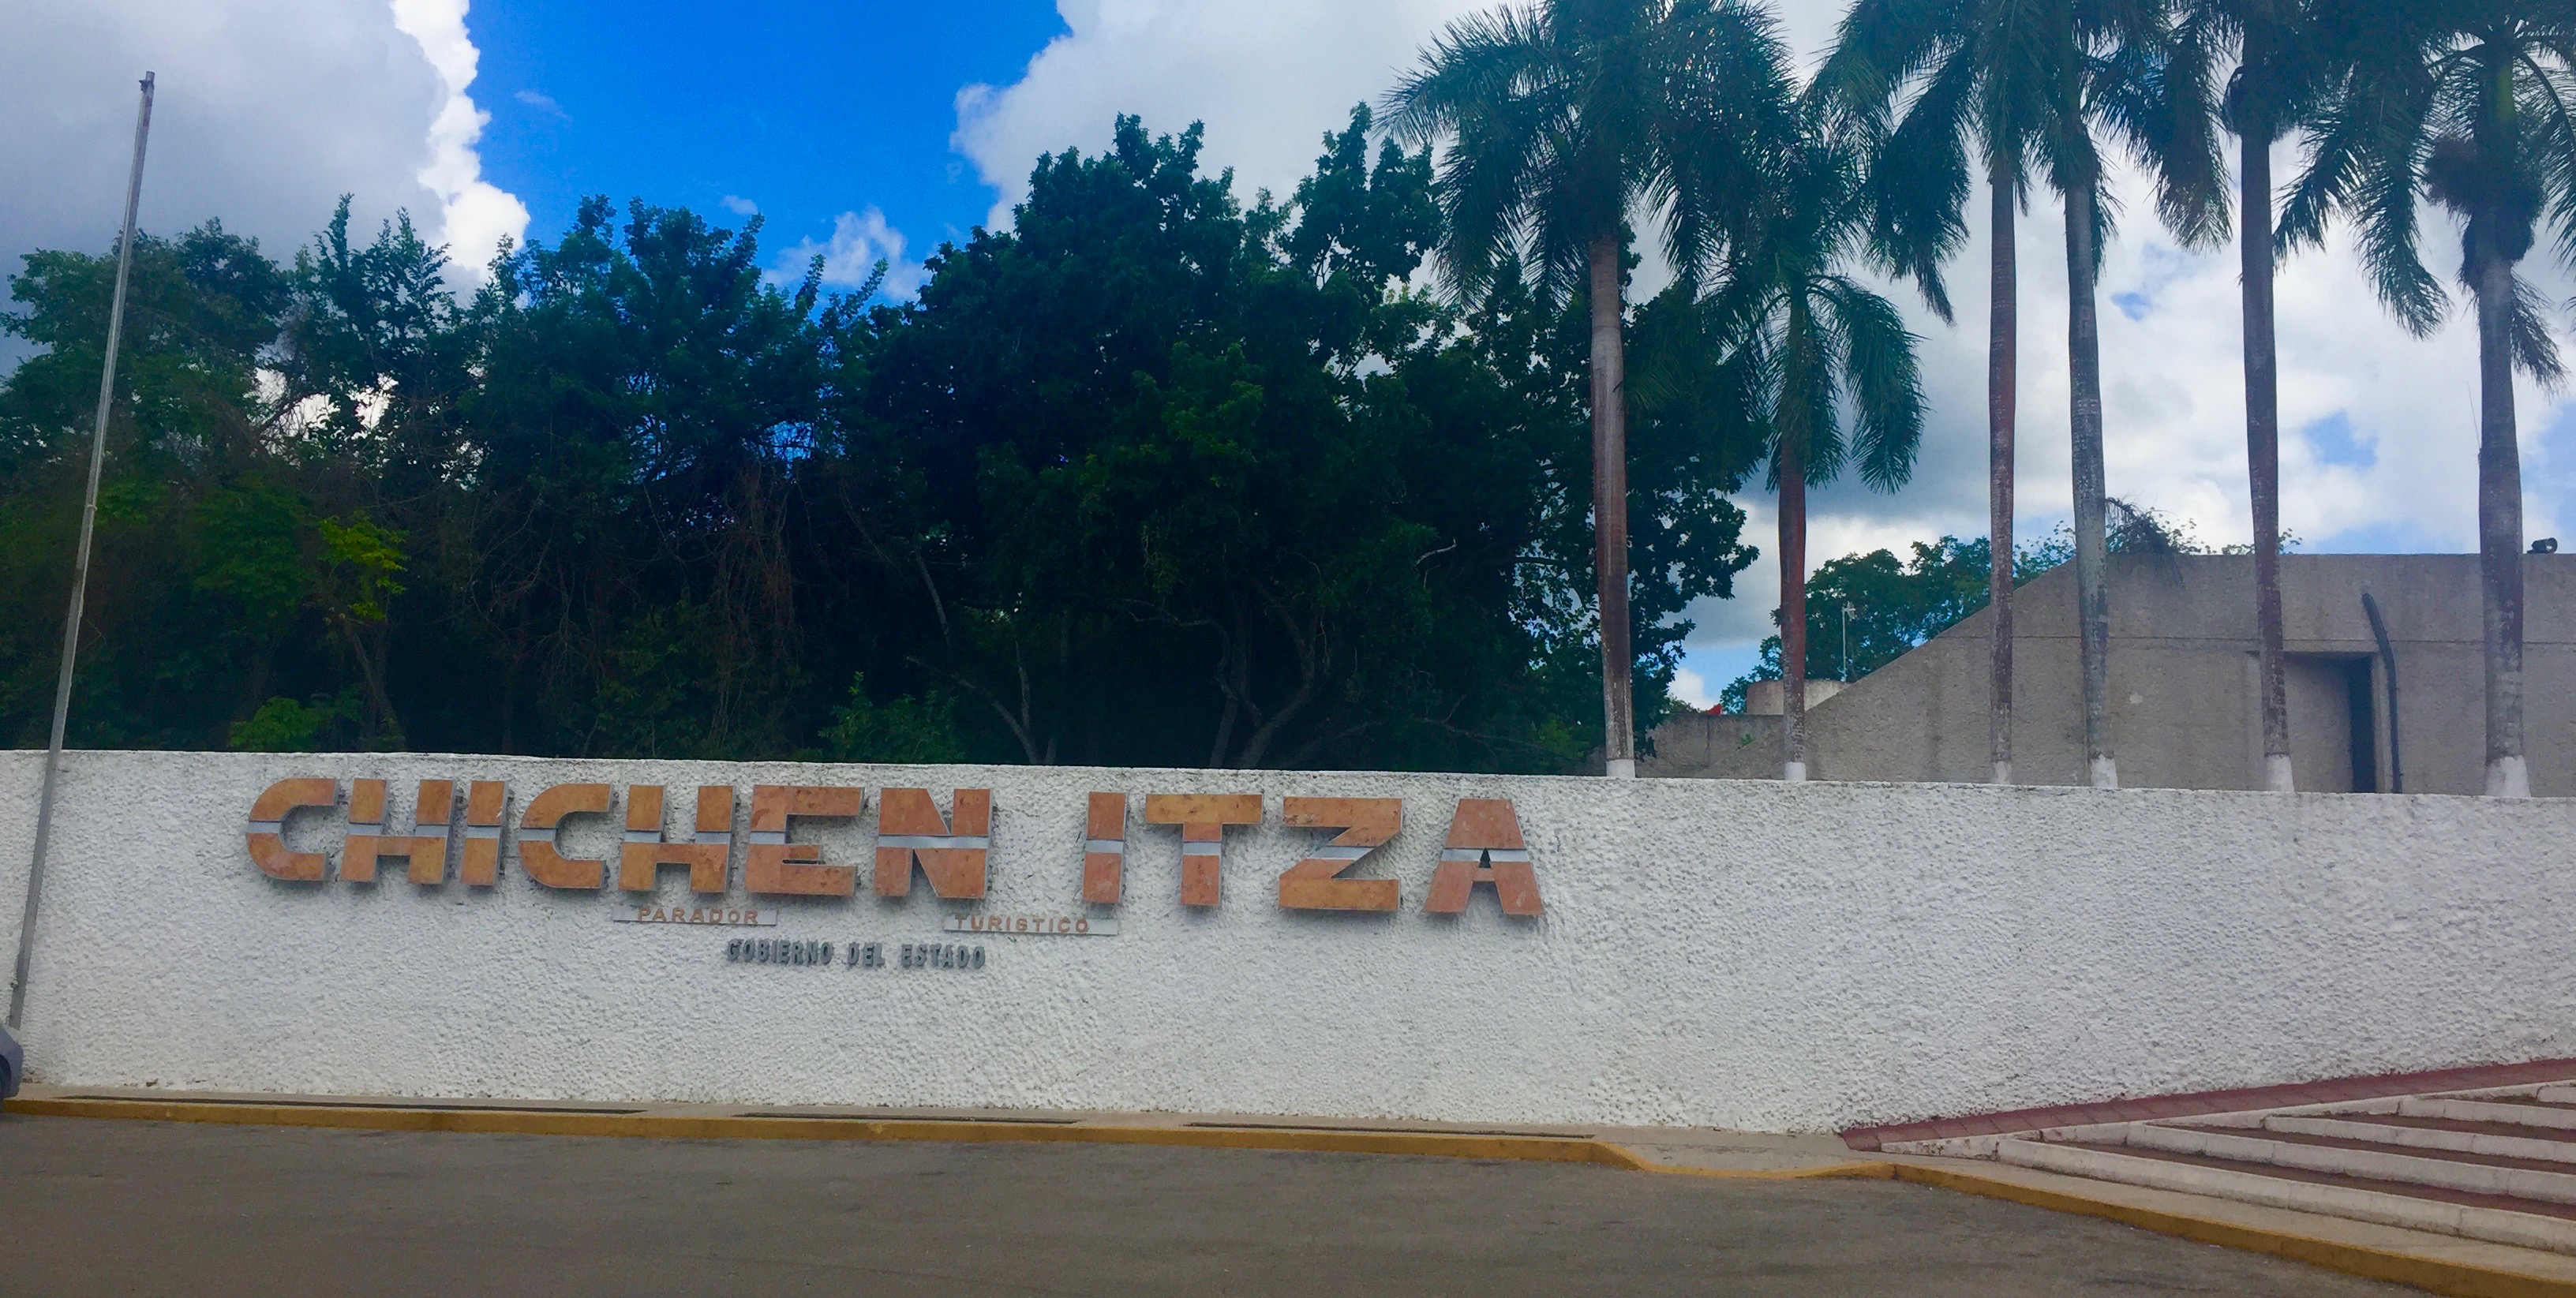 CHICHEN ITZA
PARADOR TURISTICO
GOBIERNO DEL ESTADO